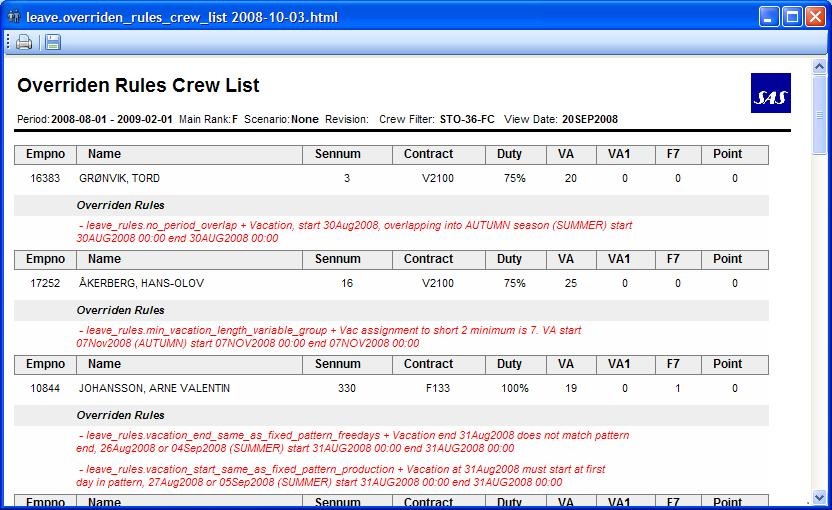 leave.overriden_rules_crew_list 2008-10-03.html
Overriden Rules Crew List
SAS
Period:2008-08-01 - 2009-02-01 Main Rank:F Scenario:None Revision: Crew Filter: STO-36-FC View Date: 20SEP2008
Empno Name Sennum Contract Duty VA VA1 F7 Point
16383 GRØNVIK, TORD 3 V2100 75% 20 0 0 0
Overriden Rules
- leave_rules.no_period_overlap + Vacation, start 30Aug2008, overlapping into AUTUMN season (SUMMER) start
30AUG2008 00:00 end 30AUG2008 00:00
Empno Name Sennum Contract Duty VA VA1 F7 Point
17252 ÅKERBERG, HANS-OLOV 16 V2100 75% 25 0 0 0
Overriden Rules
- leave_rules.min_vacation_length_variable_group + Vac assignment to short 2 minimum is 7. VA start
07Nov2008 (AUTUMN) start 07NOV2008 00:00 end 07NOV2008 00:00
Empno Name Sennum Contract Duty VA VA1 F7 Point
10844 JOHANSSON, ARNE VALENTIN 330 F133 100% 19 0 1 0
Overriden Rules
- leave_rules.vacation_end_same_as_fixed_pattern_freedays + Vacation end 31Aug2008 does not match pattern
end, 26Aug2008 or 04Sep2008 (SUMMER) start 31AUG2008 00:00 end 31AUG2008 00:00
- leave_rules.vacation_start_same_as_fixed_pattern_production + Vacation at 31Aug2008 must start at first
day in pattern, 27Aug2008 or 05Sep2008 (SUMMER) start 31AUG2008 00:00 end 31AUG2008 00:00
Empno Name Sennum Contract Duty VA VA1 F7 Point